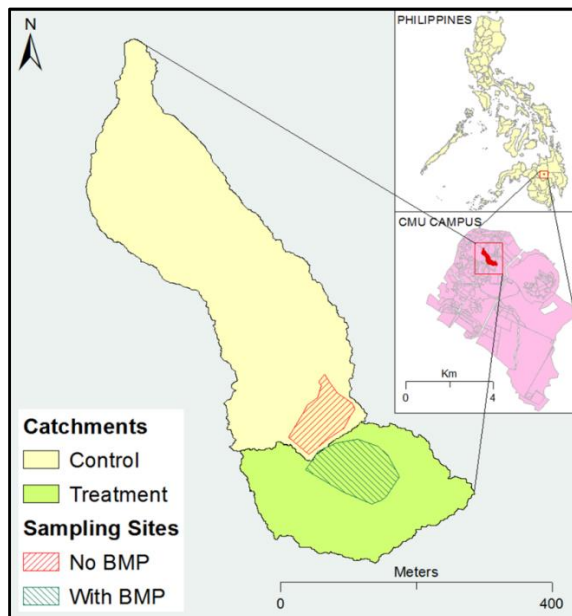 N
PHILIPPINES
CMU CAMPUS
Km
0 4
Catchments
Control
Treatment
Sampling Sites
No BMP
With BMP
Meters
0 400